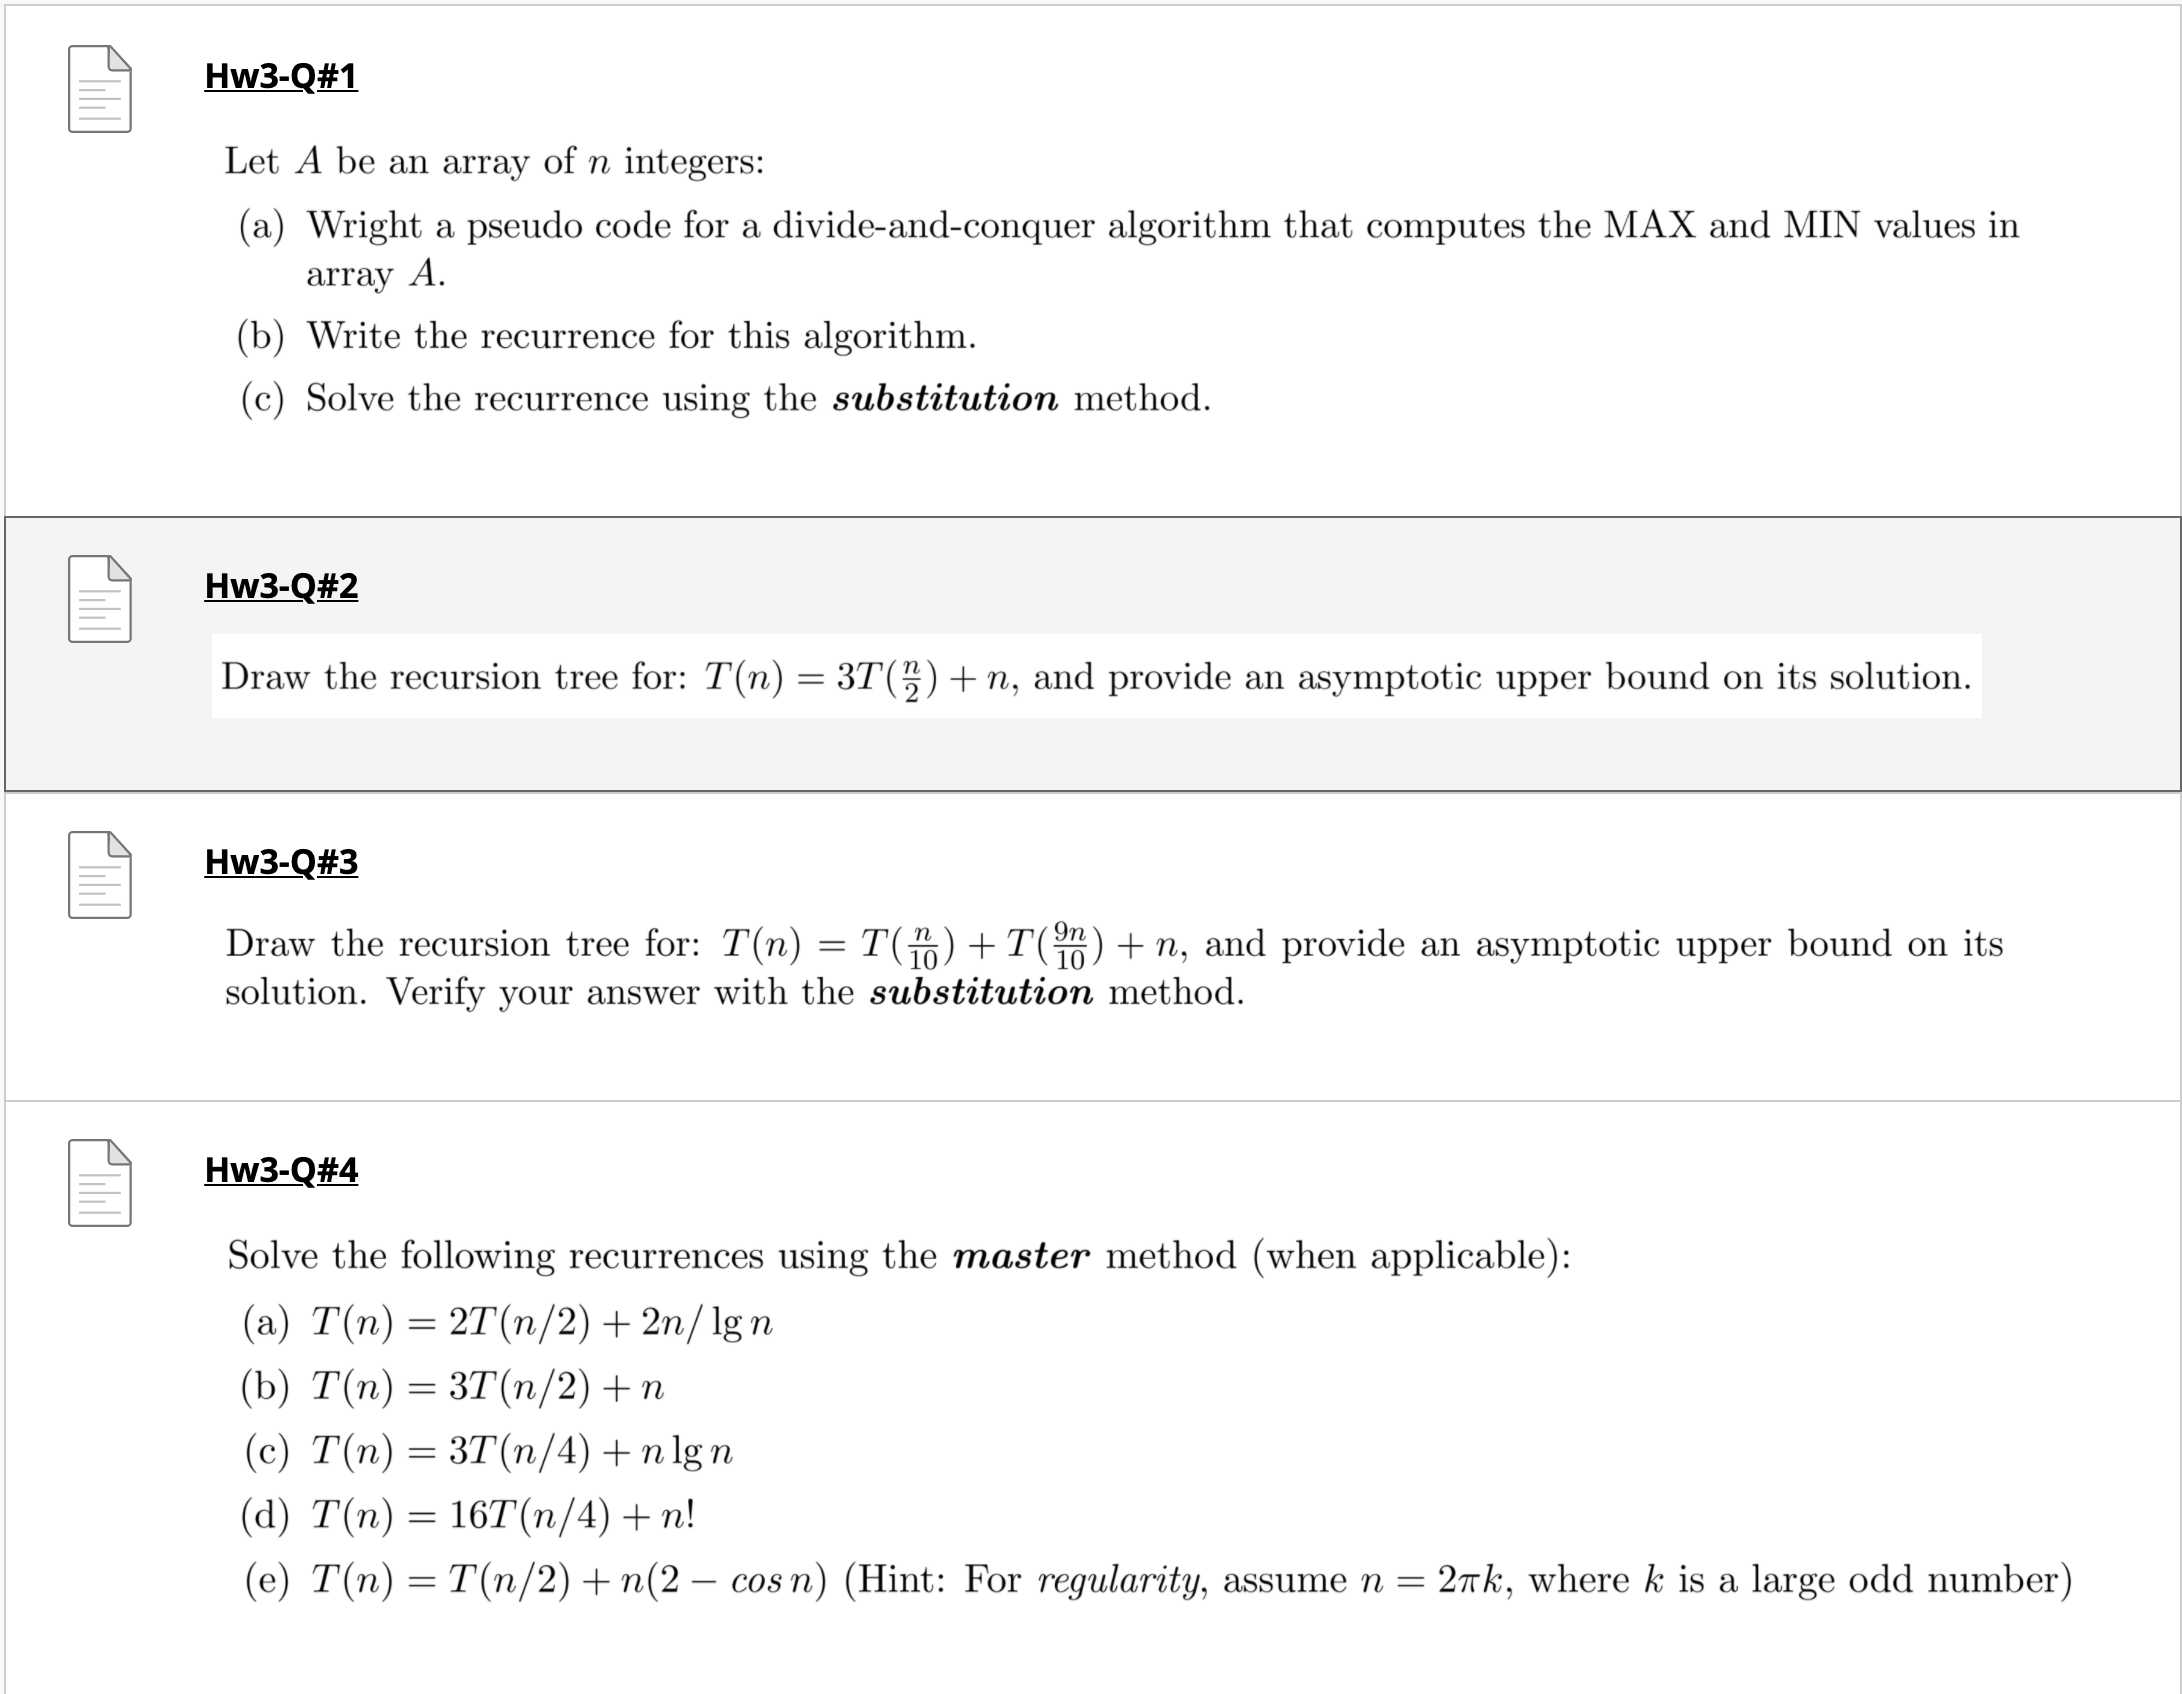 Hw3-Q#1
Let A be an array of n integers:
(a) Wright a pseudo code for a divide-and-conquer algorithm that computes the MAX and MIN values in
array A.
(b) Write the recurrence for this algorithm.
(c) Solve the recurrence using the substitution method.
Hw3-Q#2
Draw the recursion tree for: T(n) = 3T(n/2) + n, and provide an asymptotic upper bound on its solution.
Hw3-Q#3
Draw the recursion tree for: T(n) = T(n/10) + T(9n/10) + n, and provide an asymptotic upper bound on its
solution. Verify your answer with the substitution method.
Hw3-Q#4
Solve the following recurrences using the master method (when applicable):
(a) T(n) = 2T(n/2) + 2n/ lg n
(b) T(n) = 3T(n/2) + n
(c) T(n) = 3T(n/4) + n lg n
(d) T(n) = 16T(n/4) + n!
(e) T(n) = T(n/2) + n(2 − cos n) (Hint: For regularity, assume n = 2πk, where k is a large odd number)